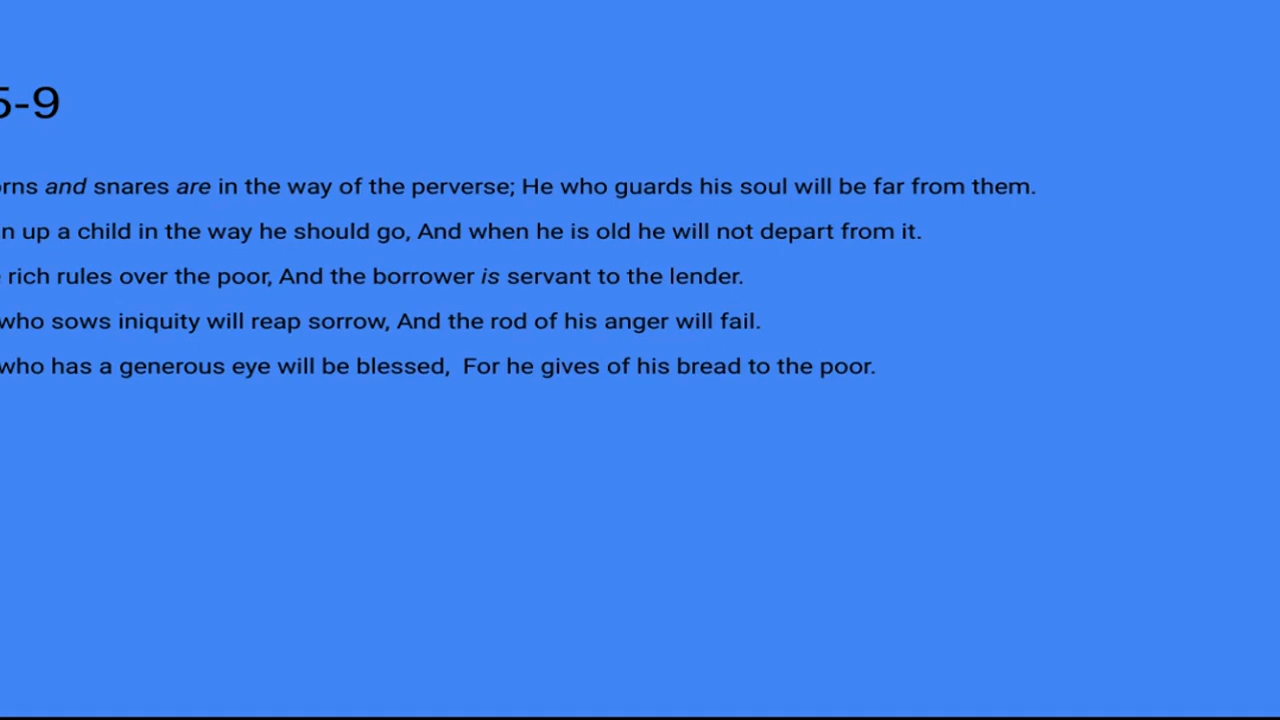 5-9
orns and snares are in the way of the perverse; He who guards his soul will be far from them.
n up a child in the way he should go, And when he is old he will not depart from it.
rich rules over the poor, And the borrower is servant to the lender.
who sows iniquity will reap sorrow, And the rod of his anger will fail.
who has a generous eye will be blessed,  For he gives of his bread to the poor.